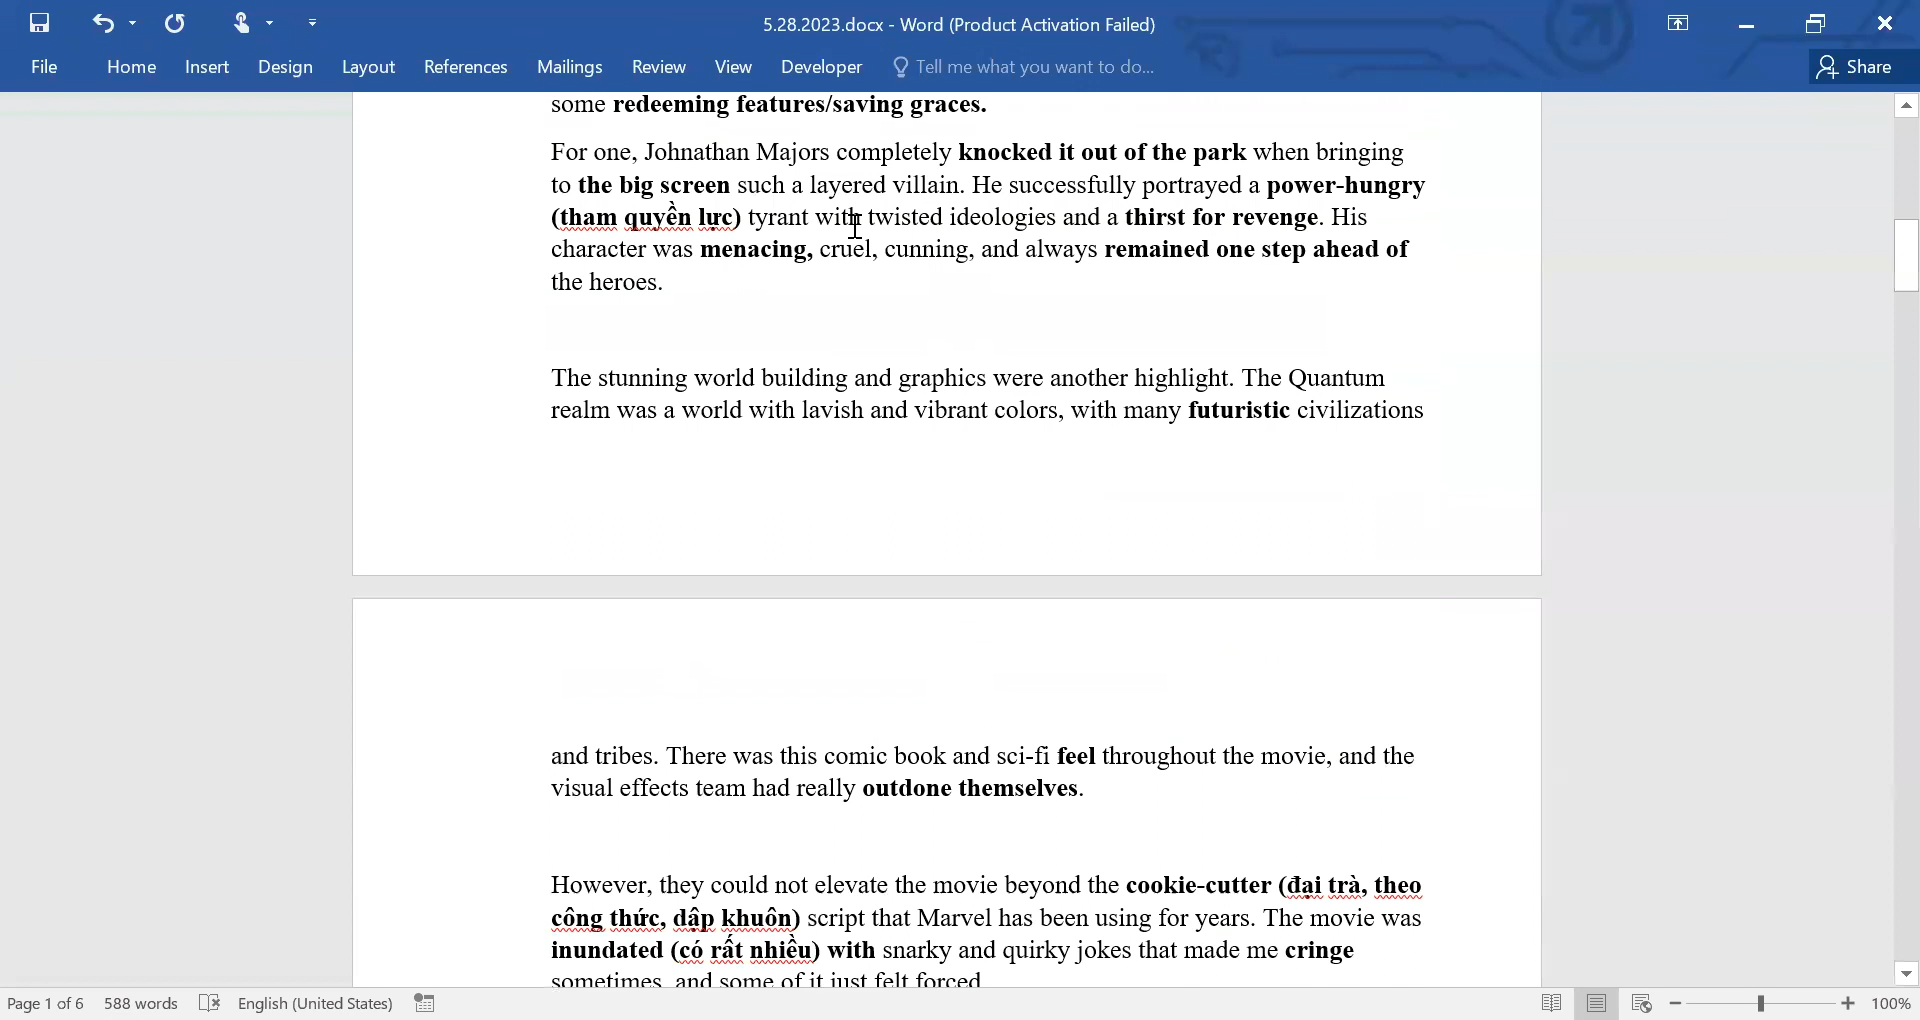 5.28.2023.docx - Word (Product Activation Failed)
File Home Insert Design Layout References Mailings Review View Developer Tell me what you want to do... Share
some redeeming features/saving graces.
For one, Johnathan Majors completely knocked it out of the park when bringing
to the big screen such a layered villain. He successfully portrayed a power-hungry
(tham quyền lực) tyrant with twisted ideologies and a thirst for revenge. His
character was menacing, cruel, cunning, and always remained one step ahead of
the heroes.
The stunning world building and graphics were another highlight. The Quantum
realm was a world with lavish and vibrant colors, with many futuristic civilizations
and tribes. There was this comic book and sci-fi feel throughout the movie, and the
visual effects team had really outdone themselves.
However, they could not elevate the movie beyond the cookie-cutter (đại trà, theo
công thức, dập khuôn) script that Marvel has been using for years. The movie was
inundated (có rất nhiều) with snarky and quirky jokes that made me cringe
sometimes, and some of it just felt forced
Page 1 of 6 588 words English (United States) 100%